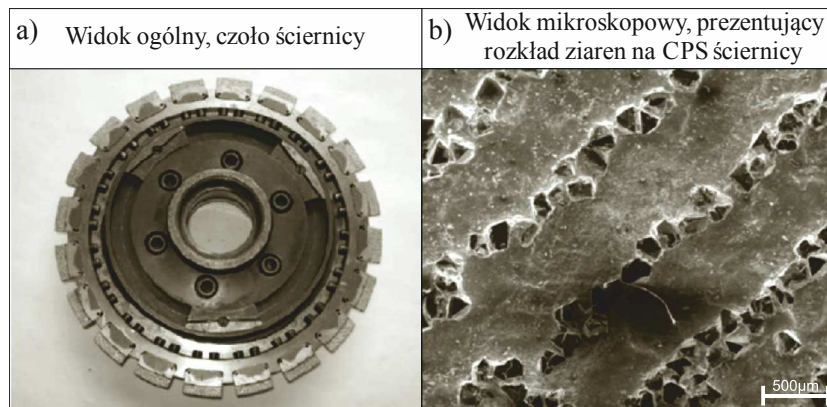 a) Widok ogólny, czoło ściernicy
b) Widok mikroskopowy, prezentujący
rozkład ziaren na CPS ściernicy
500µm